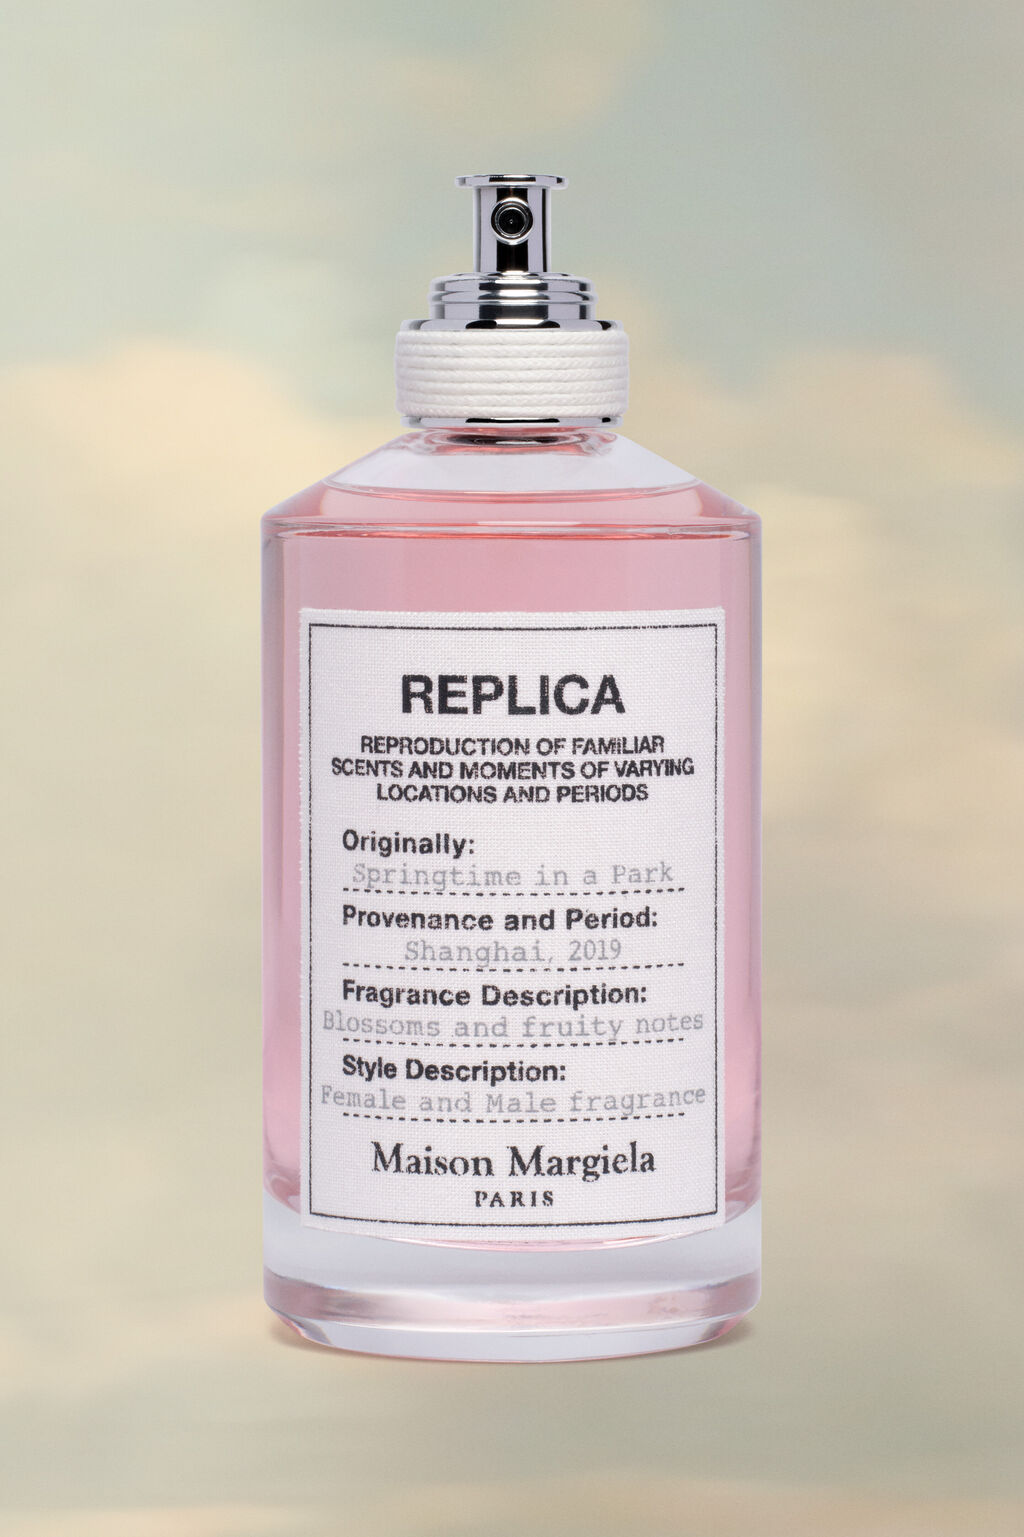 REPLICA
REPRODUCTION OF FAMILIAR
SCENTS AND MOMENTS OF VARYING
LOCATIONS AND PERIODS
Originally:
Springtime in a Park
Provenance and Period:
Shanghai, 2019
Fragrance Description:
Blossoms and fruity notes
Style Description:
Female and Male fragrance
Maison Margiela
PARIS